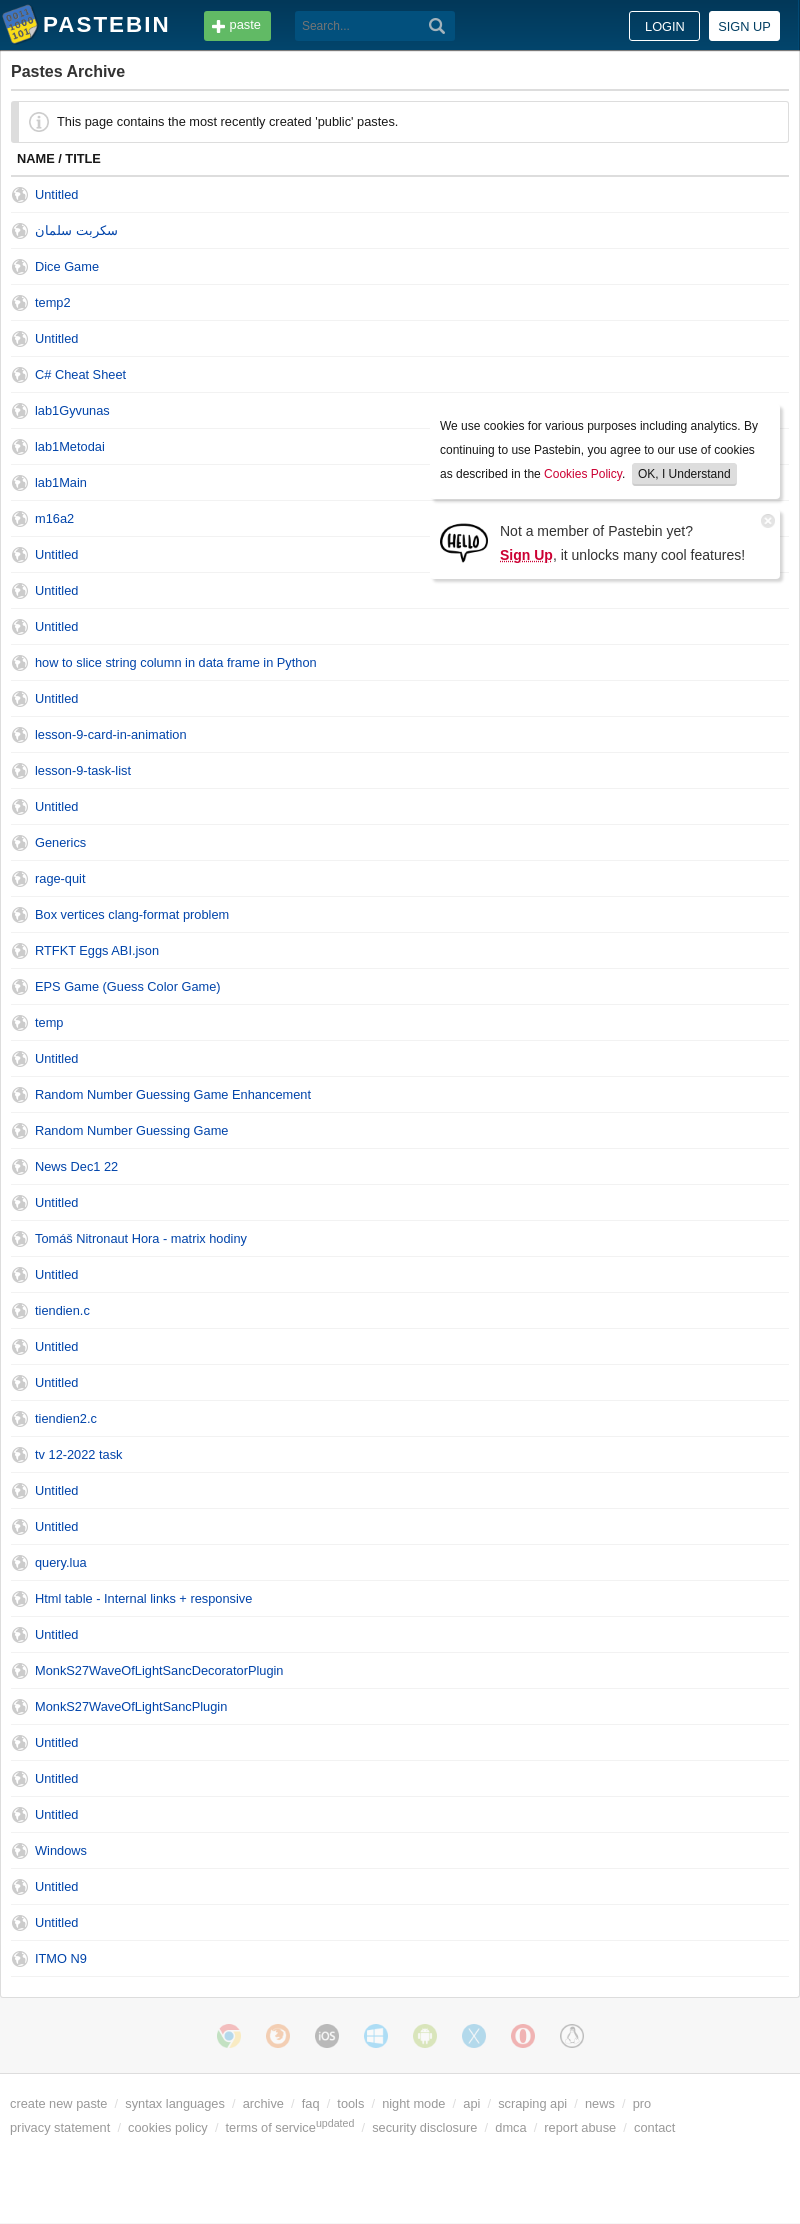 PASTEBIN paste Search... LOGIN SIGN UP
Pastes Archive
This page contains the most recently created 'public' pastes.
NAME / TITLE
Untitled
سكربت سلمان
Dice Game
temp2
Untitled
C# Cheat Sheet
lab1Gyvunas
lab1Metodai
lab1Main
m16a2
Untitled
Untitled
Untitled
how to slice string column in data frame in Python
Untitled
lesson-9-card-in-animation
lesson-9-task-list
Untitled
Generics
rage-quit
Box vertices clang-format problem
RTFKT Eggs ABI.json
EPS Game (Guess Color Game)
temp
Untitled
Random Number Guessing Game Enhancement
Random Number Guessing Game
News Dec1 22
Untitled
Tomáš Nitronaut Hora - matrix hodiny
Untitled
tiendien.c
Untitled
Untitled
tiendien2.c
tv 12-2022 task
Untitled
Untitled
query.lua
Html table - Internal links + responsive
Untitled
MonkS27WaveOfLightSancDecoratorPlugin
MonkS27WaveOfLightSancPlugin
Untitled
Untitled
Untitled
Windows
Untitled
Untitled
ITMO N9
We use cookies for various purposes including analytics. By
continuing to use Pastebin, you agree to our use of cookies
as described in the Cookies Policy. OK, I Understand
HELLO
Not a member of Pastebin yet?
Sign Up, it unlocks many cool features!
iOS
create new paste / syntax languages / archive / faq / tools / night mode / api / scraping api / news / pro
privacy statement / cookies policy / terms of service updated / security disclosure / dmca / report abuse / contact